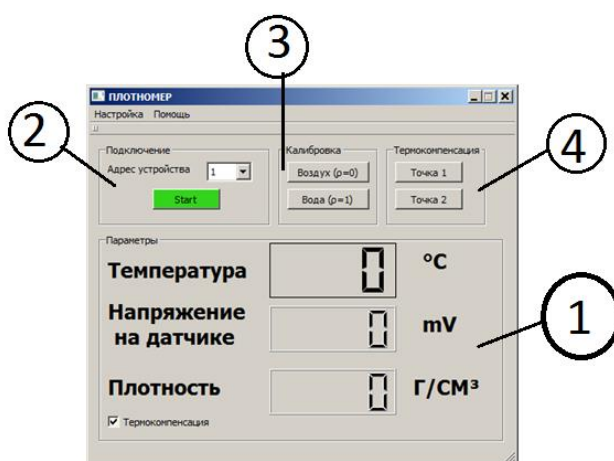 3
ПЛОТНОМЕР
Настройка Помощь
2
4
Подключение
Адрес устройства 1
Start
Калибровка
Воздух (ρ=0)
Вода (ρ=1)
Термокомпенсация
Точка 1
Точка 2
Параметры
Температура 0 °C
Напряжение
на датчике 0 mV
1
Плотность 0 Г/СМ³
Термокомпенсация